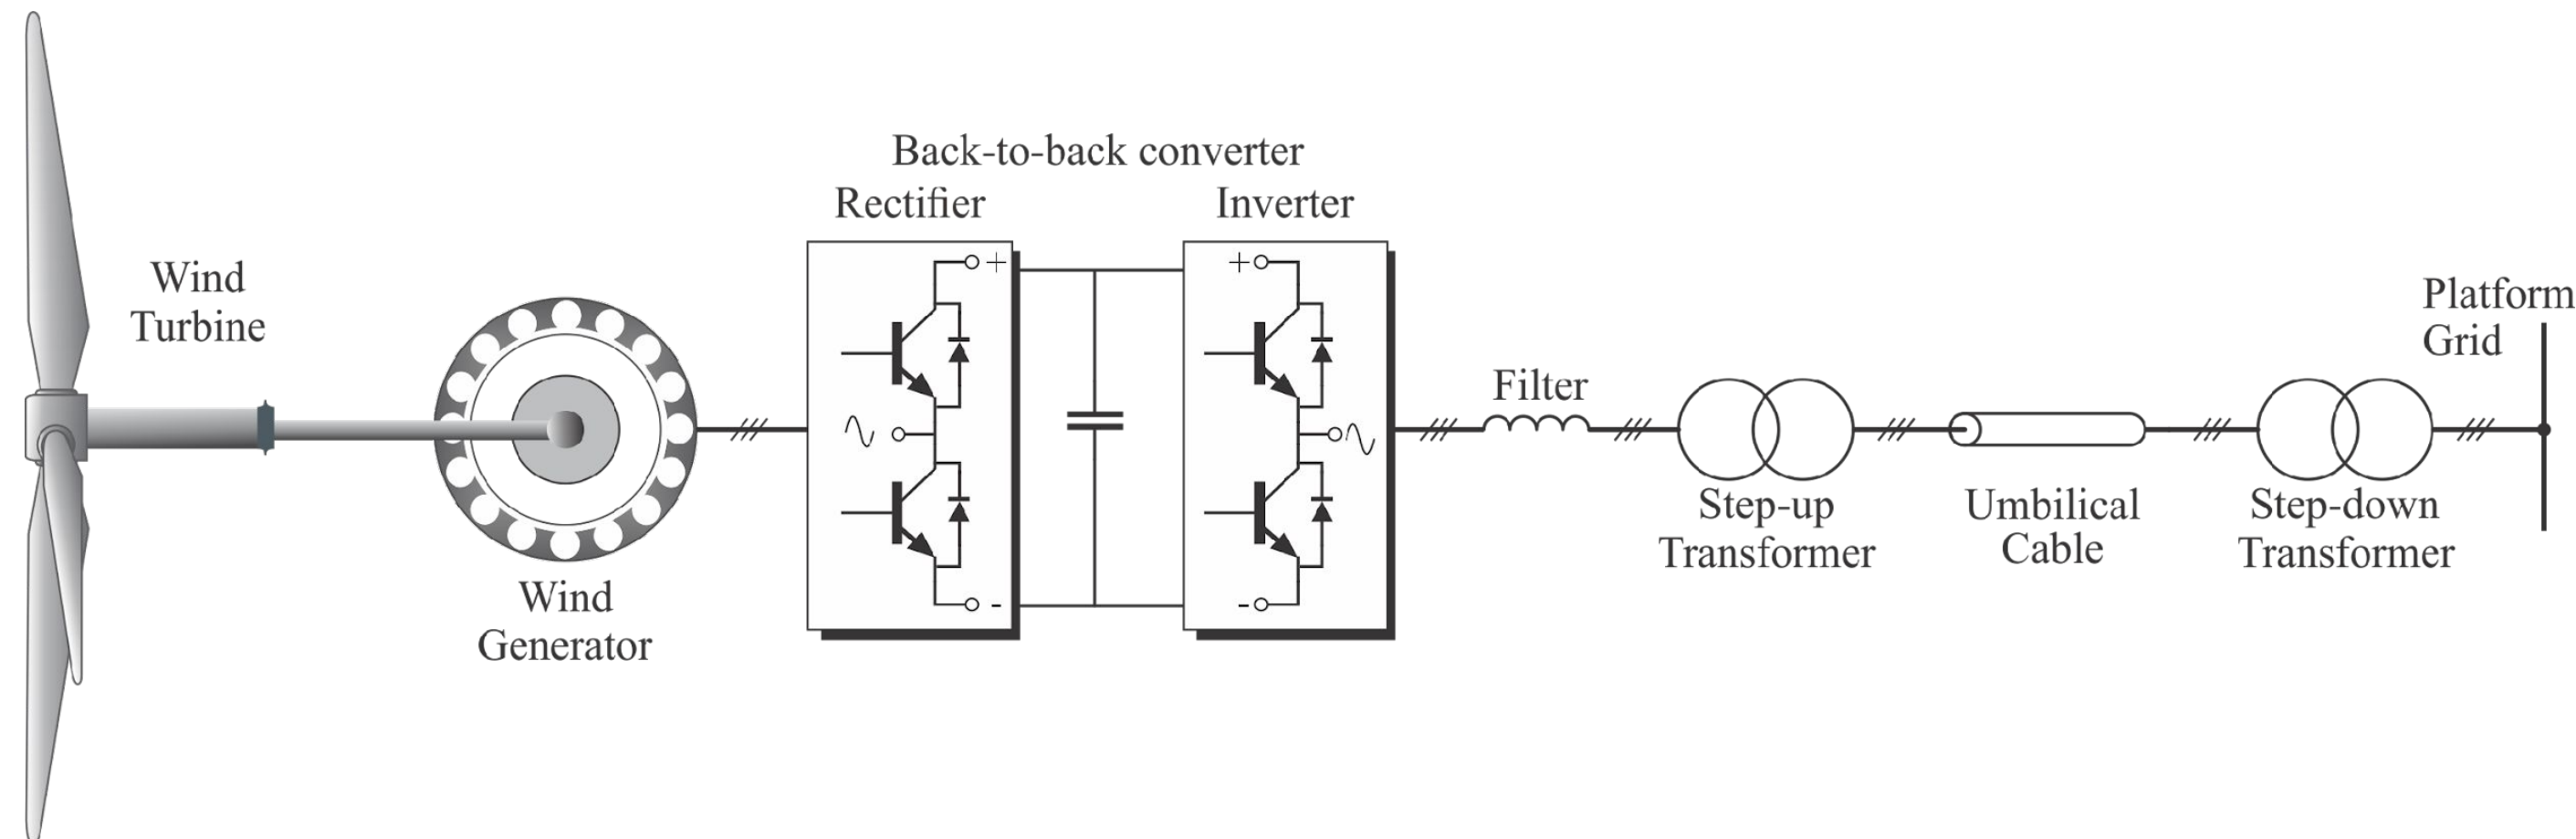 Back-to-back converter
Rectifier
Inverter
Wind
Turbine
+
+
-
-
Wind
Generator
Filter
Step-up
Transformer
Umbilical
Cable
Step-down
Transformer
Platform
Grid